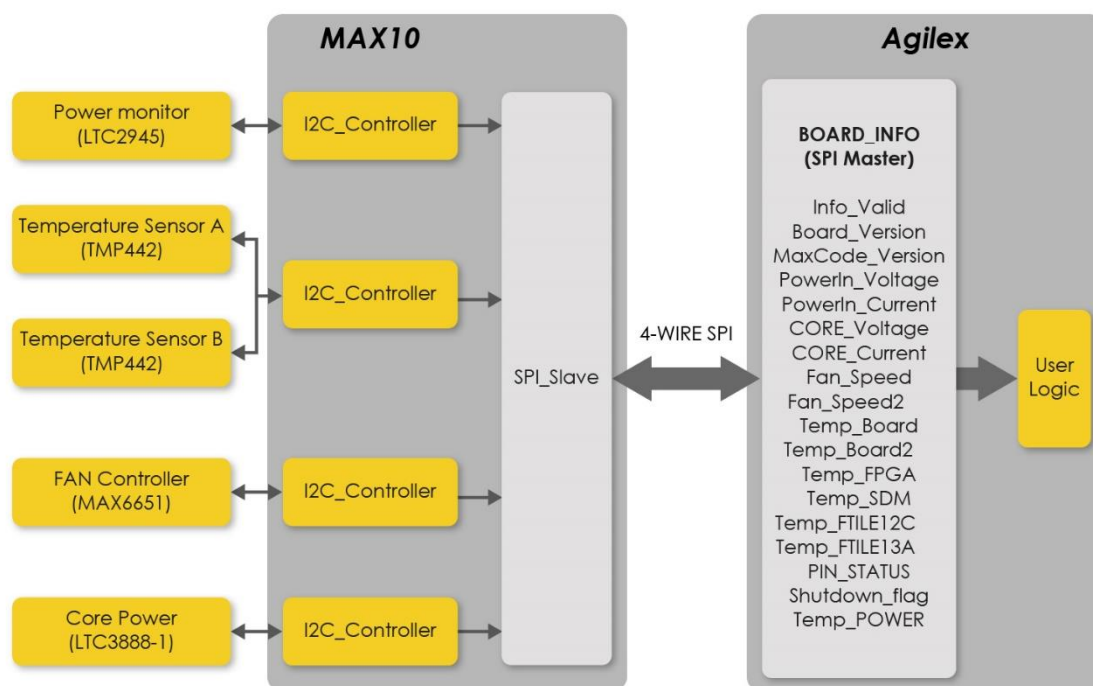 MAX10
Agilex
Power monitor
(LTC2945)
I2C_Controller
Temperature Sensor A
(TMP442)
I2C_Controller
Temperature Sensor B
(TMP442)
FAN Controller
(MAX6651)
I2C_Controller
Core Power
(LTC3888-1)
I2C_Controller
SPI_Slave
4-WIRE SPI
BOARD_INFO
(SPI Master)
Info_Valid
Board_Version
MaxCode_Version
PowerIn_Voltage
PowerIn_Current
CORE_Voltage
CORE_Current
Fan_Speed
Fan_Speed2
Temp_Board
Temp_Board2
Temp_FPGA
Temp_SDM
Temp_FTILE12C
Temp_FTILE13A
PIN_STATUS
Shutdown_flag
Temp_POWER
User
Logic